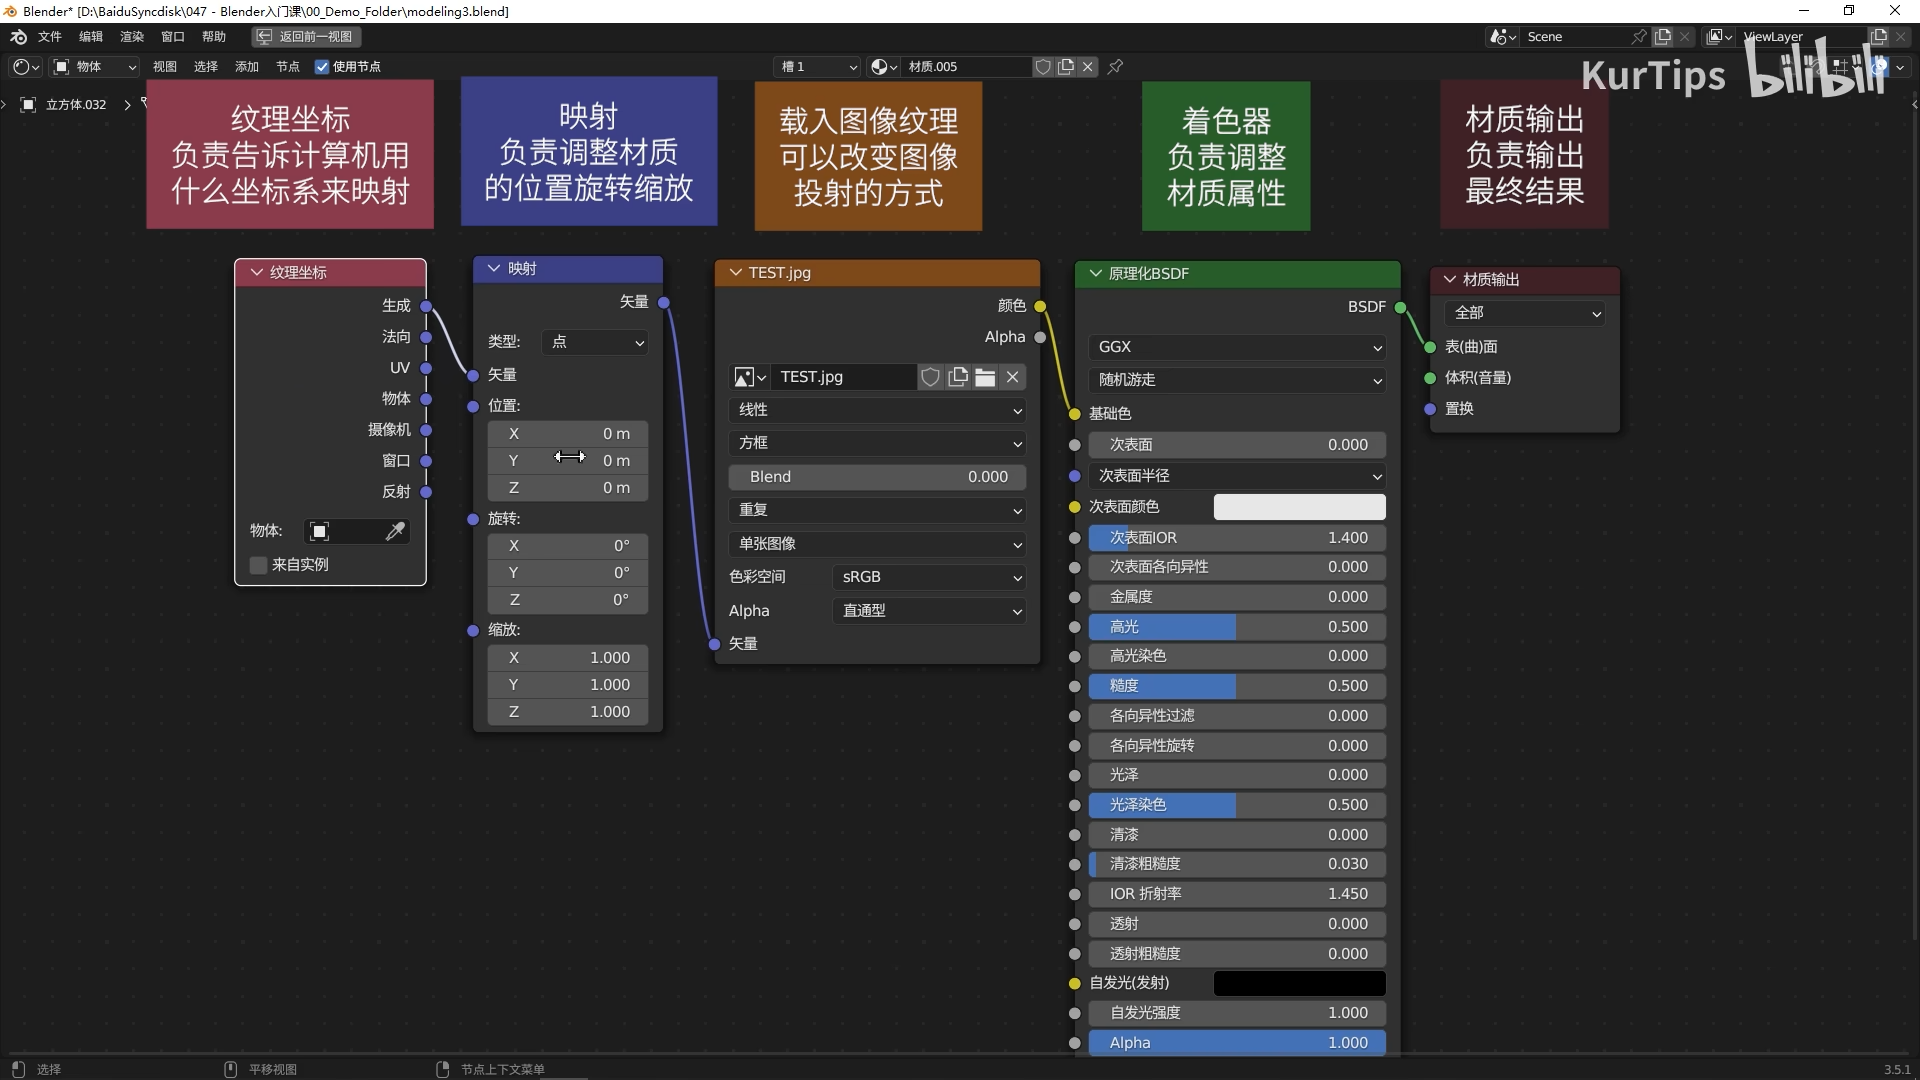 Blender* [D:\BaiduSyncdisk\047 - Blender入门课\00_Demo_Folder\modeling3.blend]
文件 编辑 渲染 窗口 帮助 返回前一视图 Scene ViewLayer
物体 视图 选择 添加 节点 使用节点 槽 1 材质.005
KurTips bilibili
立方体.032
纹理坐标
负责告诉计算机用
什么坐标系来映射
映射
负责调整材质
的位置旋转缩放
载入图像纹理
可以改变图像
投射的方式
着色器
负责调整
材质属性
材质输出
负责输出
最终结果
纹理坐标
生成
法向
UV
物体
摄像机
窗口
反射
物体:
来自实例
映射
矢量
类型: 点
矢量
位置:
X 0 m
Y 0 m
Z 0 m
旋转:
X 0°
Y 0°
Z 0°
缩放:
X 1.000
Y 1.000
Z 1.000
TEST.jpg
颜色
Alpha
TEST.jpg
线性
方框
Blend 0.000
重复
单张图像
色彩空间 sRGB
Alpha 直通型
矢量
原理化BSDF
BSDF
GGX
随机游走
基础色
次表面 0.000
次表面半径
次表面颜色
次表面IOR 1.400
次表面各向异性 0.000
金属度 0.000
高光 0.500
高光染色 0.000
糙度 0.500
各向异性过滤 0.000
各向异性旋转 0.000
光泽 0.000
光泽染色 0.500
清漆 0.000
清漆粗糙度 0.030
IOR 折射率 1.450
透射 0.000
透射粗糙度 0.000
自发光(发射)
自发光强度 1.000
Alpha 1.000
材质输出
全部
表(曲)面
体积(音量)
置换
选择 平移视图 节点上下文菜单 3.5.1